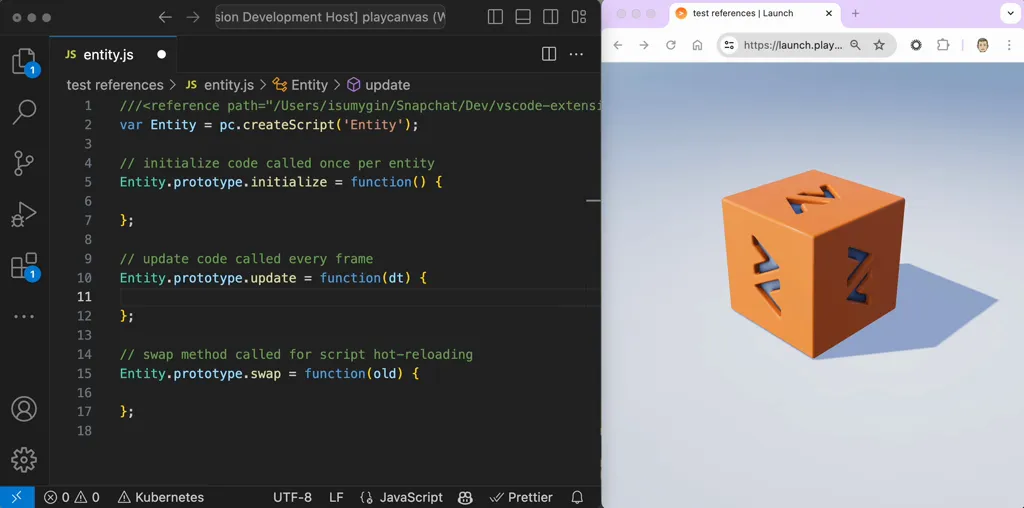 sion Development Host] playcanvas (W
JS entity.js
test references > JS entity.js > Entity > update
1 ///<reference path="/Users/isumygin/Snapchat/Dev/vscode-extensi
2 var Entity = pc.createScript('Entity');
3
4 // initialize code called once per entity
5 Entity.prototype.initialize = function() {
6
7 };
8
9 // update code called every frame
10 Entity.prototype.update = function(dt) {
11
12 };
13
14 // swap method called for script hot-reloading
15 Entity.prototype.swap = function(old) {
16
17 };
18
1
1
0 0 Kubernetes UTF-8 LF JavaScript Prettier
test references | Launch
https://launch.play...